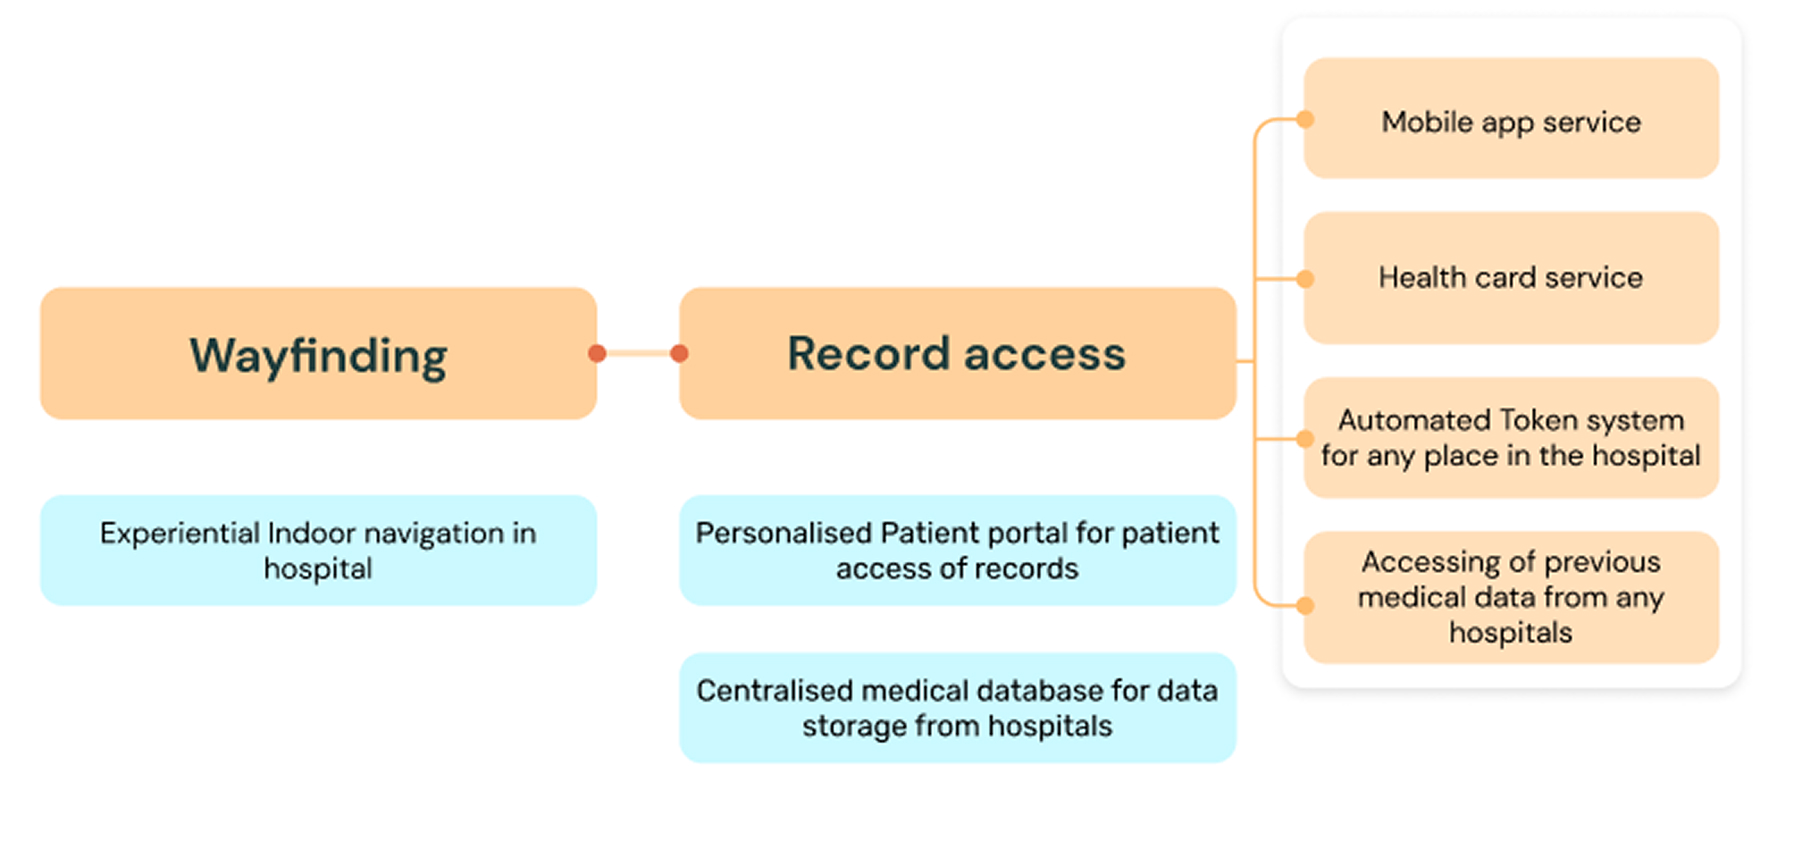 Wayfinding
Experiential Indoor navigation in
hospital
Record access
Personalised Patient portal for patient
access of records
Centralised medical database for data
storage from hospitals
Mobile app service
Health card service
Automated Token system
for any place in the hospital
Accessing of previous
medical data from any
hospitals